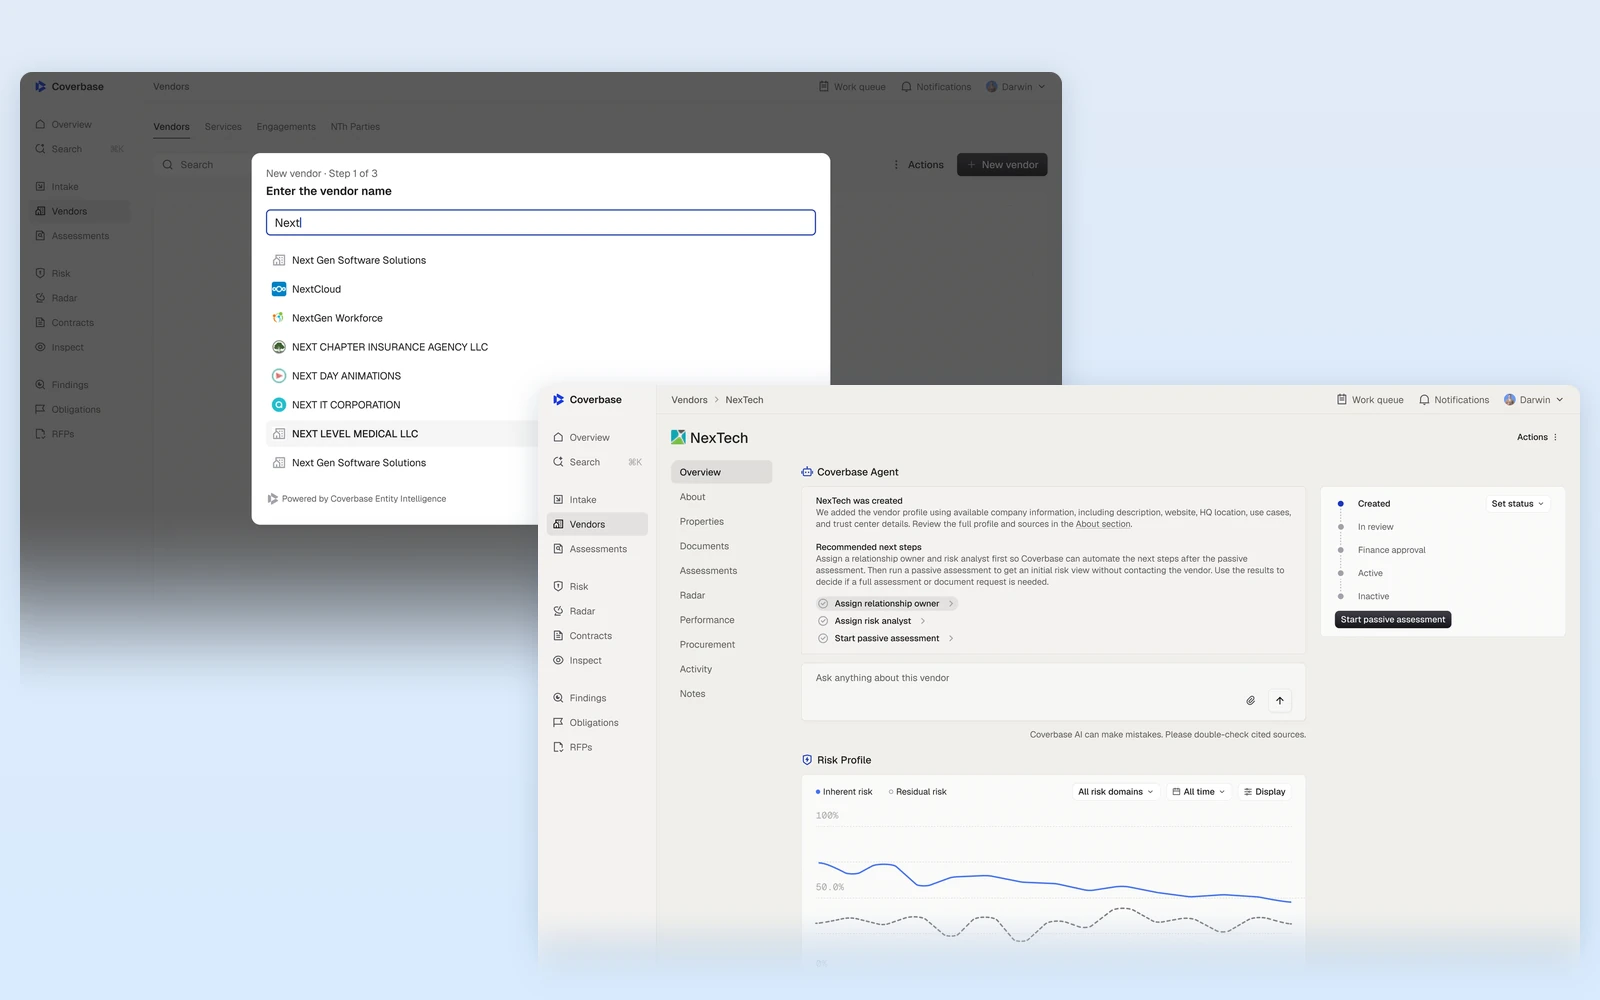 Coverbase
Vendors
Work queue
Notifications
Darwin
Overview
Search
⌘K
Intake
Vendors
Assessments
Risk
Radar
Contracts
Inspect
Findings
Obligations
RFPs
Vendors
Services
Engagements
NTh Parties
Search
Actions
+ New vendor
New vendor · Step 1 of 3
Enter the vendor name
Next
Next Gen Software Solutions
NextCloud
NextGen Workforce
NEXT CHAPTER INSURANCE AGENCY LLC
NEXT DAY ANIMATIONS
NEXT IT CORPORATION
NEXT LEVEL MEDICAL LLC
Next Gen Software Solutions
Powered by Coverbase Entity Intelligence
Coverbase
Vendors > NexTech
Work queue
Notifications
Darwin
Overview
Search
⌘K
Intake
Vendors
Assessments
Risk
Radar
Contracts
Inspect
Findings
Obligations
RFPs
NexTech
Actions
Overview
About
Properties
Documents
Assessments
Radar
Performance
Procurement
Activity
Notes
Coverbase Agent
NexTech was created
We added the vendor profile using available company information, including description, website, HQ location, use cases,
and trust center details. Review the full profile and sources in the About section.
Recommended next steps
Assign a relationship owner and risk analyst first so Coverbase can automate the next steps after the passive
assessment. Then run a passive assessment to get an initial risk view without contacting the vendor. Use the results to
decide if a full assessment or document request is needed.
Assign relationship owner
Assign risk analyst
Start passive assessment
Ask anything about this vendor
Coverbase AI can make mistakes. Please double-check cited sources.
Created
Set status
In review
Finance approval
Active
Inactive
Start passive assessment
Risk Profile
Inherent risk
Residual risk
All risk domains
All time
Display
100%
50.0%
0%